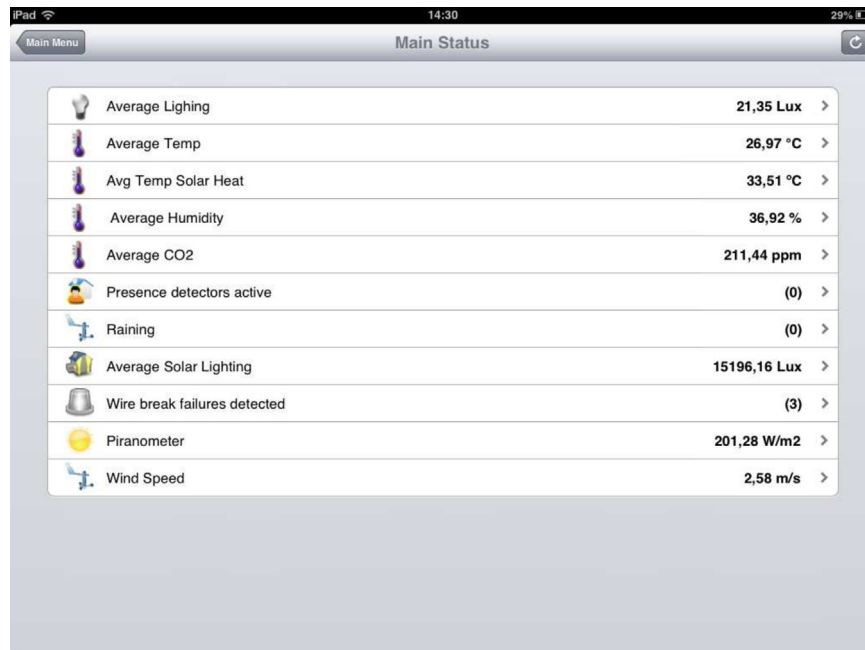 iPad 14:30 29%
Main Menu Main Status
Average Lighing 21,35 Lux
Average Temp 26,97 °C
Avg Temp Solar Heat 33,51 ºC
Average Humidity 36,92 %
Average CO2 211,44 ppm
Presence detectors active (0)
Raining (0)
Average Solar Lighting 15196,16 Lux
Wire break failures detected (3)
Piranometer 201,28 W/m2
Wind Speed 2,58 m/s